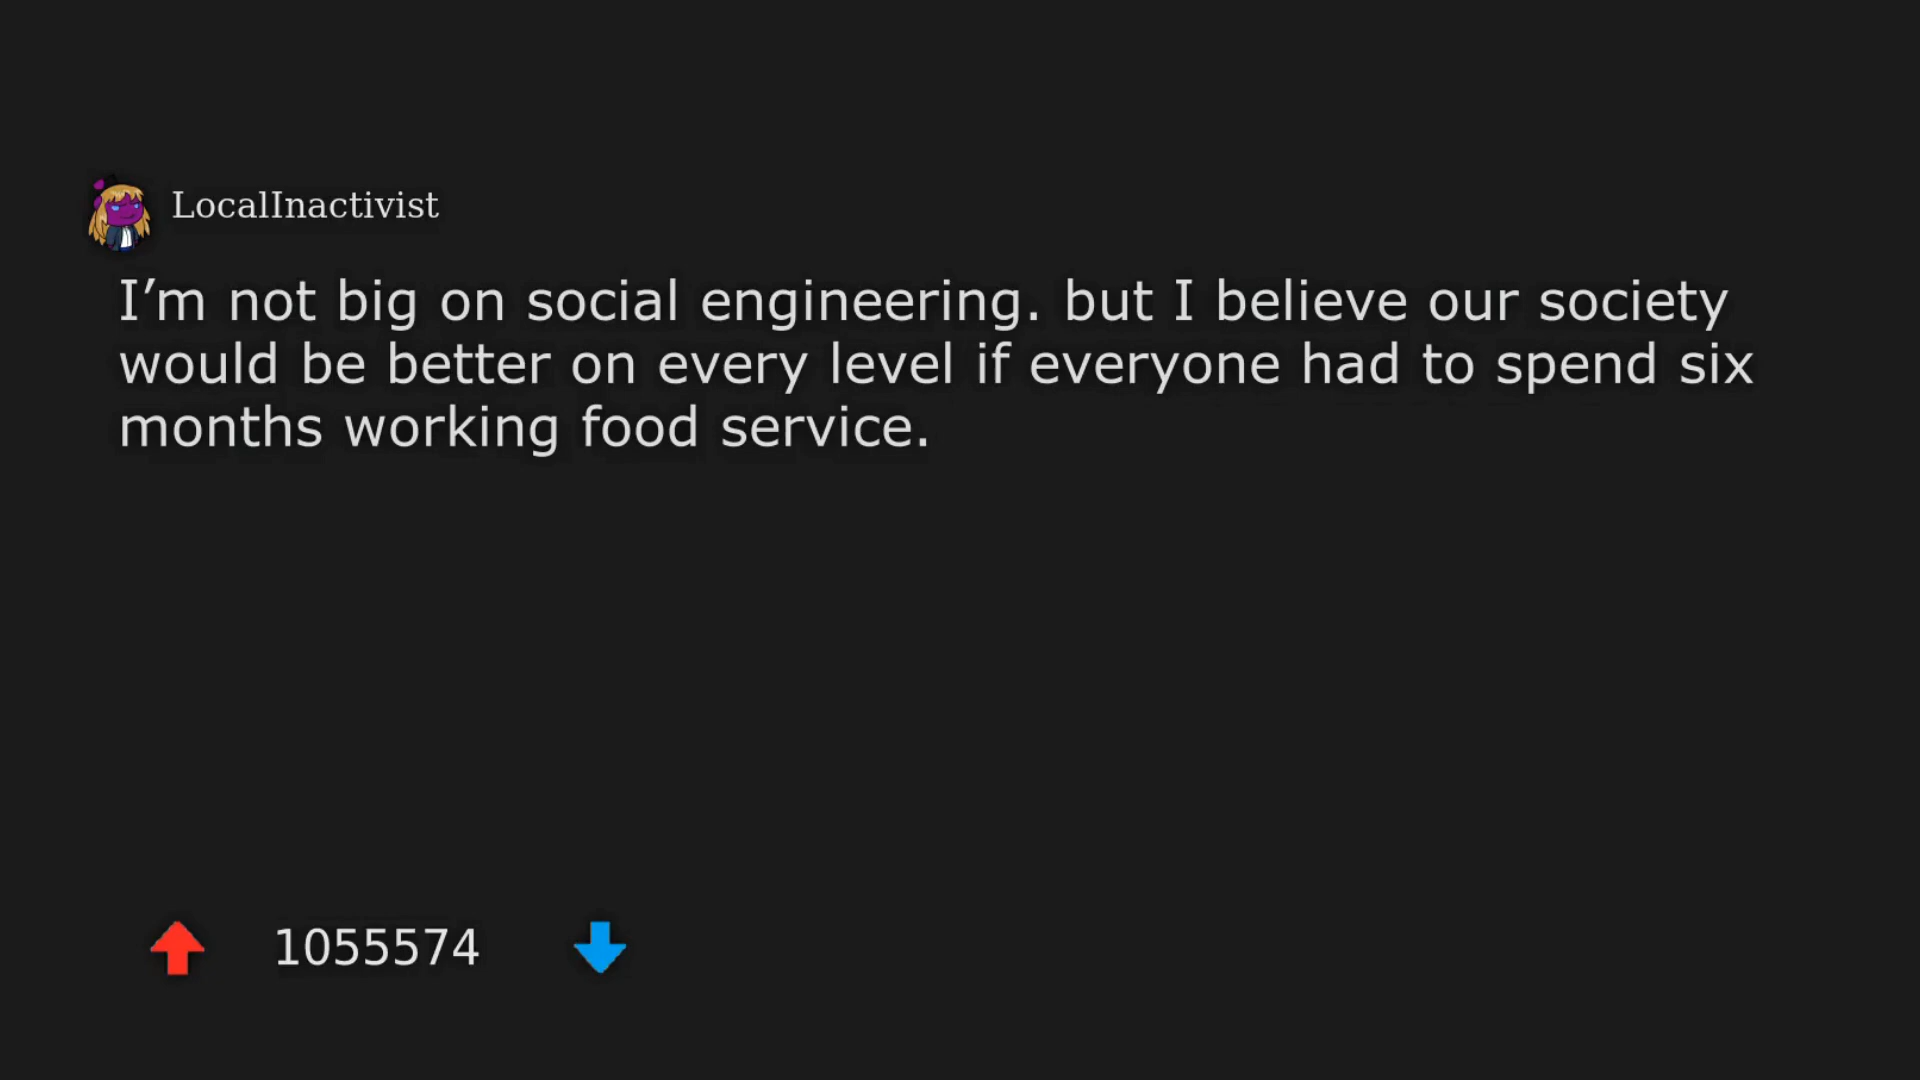 LocalInactivist
I’m not big on social engineering. but I believe our society
would be better on every level if everyone had to spend six
months working food service.
1055574